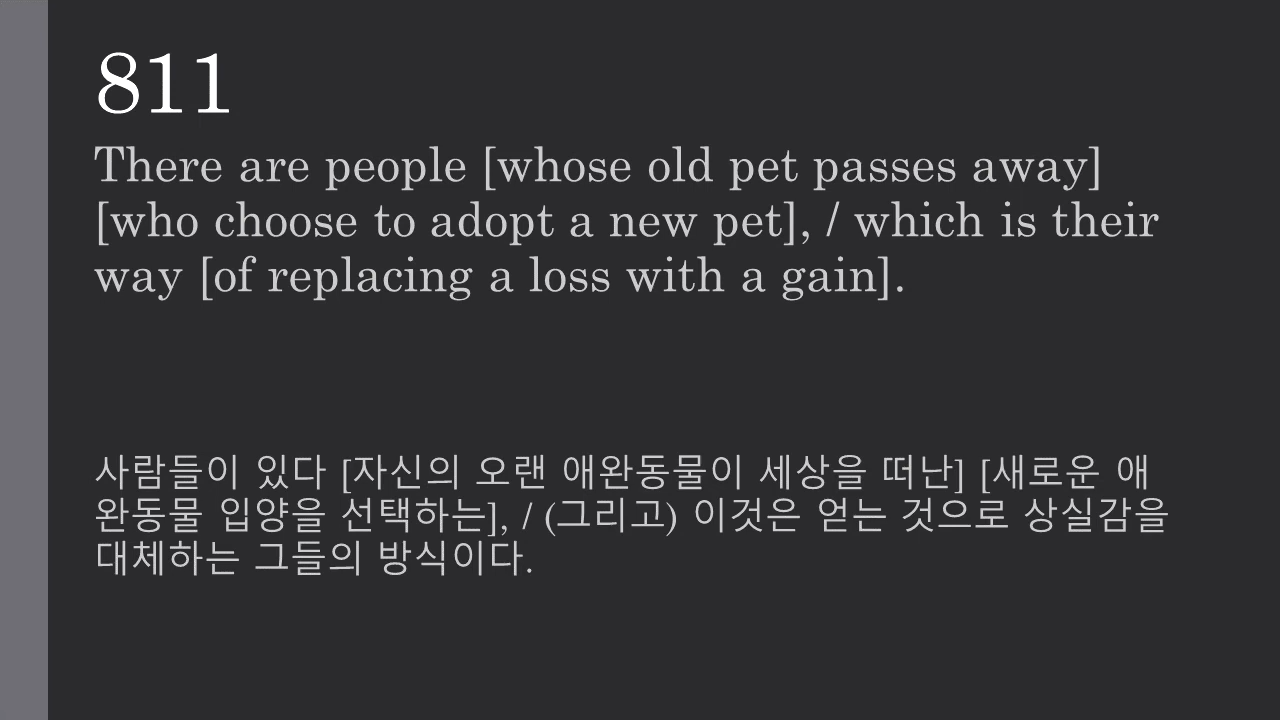 811
There are people [whose old pet passes away]
[who choose to adopt a new pet], / which is their
way [of replacing a loss with a gain].
사람들이 있다 [자신의 오랜 애완동물이 세상을 떠난] [새로운 애
완동물 입양을 선택하는], / (그리고) 이것은 얻는 것으로 상실감을
대체하는 그들의 방식이다.